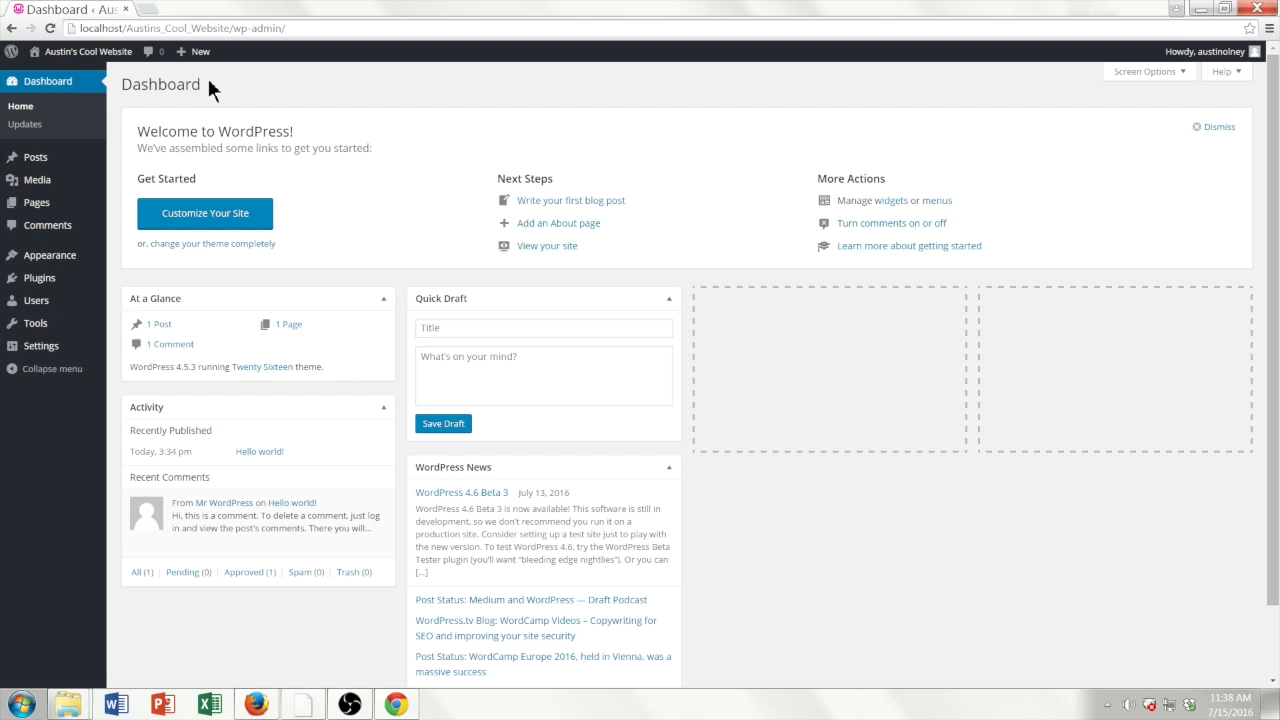 Dashboard ‹ Aus
localhost/Austins_Cool_Website/wp-admin/
Austin's Cool Website
0
New
Howdy, austinolney
Dashboard
Home
Updates
Posts
Media
Pages
Comments
Appearance
Plugins
Users
Tools
Settings
Collapse menu
Dashboard
Screen Options
Help
Welcome to WordPress!
We've assembled some links to get you started:
Dismiss
Get Started
Customize Your Site
or, change your theme completely
Next Steps
Write your first blog post
Add an About page
View your site
More Actions
Manage widgets or menus
Turn comments on or off
Learn more about getting started
At a Glance
1 Post
1 Page
1 Comment
WordPress 4.5.3 running Twenty Sixteen theme.
Activity
Recently Published
Today, 3:34 pm
Hello world!
Recent Comments
From Mr WordPress on Hello world!
Hi, this is a comment. To delete a comment, just log
in and view the post's comments. There you will...
All (1) | Pending (0) | Approved (1) | Spam (0) | Trash (0)
Quick Draft
Title
What's on your mind?
Save Draft
WordPress News
WordPress 4.6 Beta 3 July 13, 2016
WordPress 4.6 Beta 3 is now available! This software is still in
development, so we don't recommend you run it on a
production site. Consider setting up a test site just to play with
the new version. To test WordPress 4.6, try the WordPress Beta
Tester plugin (you'll want "bleeding edge nightlies"). Or you can
[...]
Post Status: Medium and WordPress — Draft Podcast
WordPress.tv Blog: WordCamp Videos – Copywriting for
SEO and improving your site security
Post Status: WordCamp Europe 2016, held in Vienna, was a
massive success
11:38 AM
7/15/2016